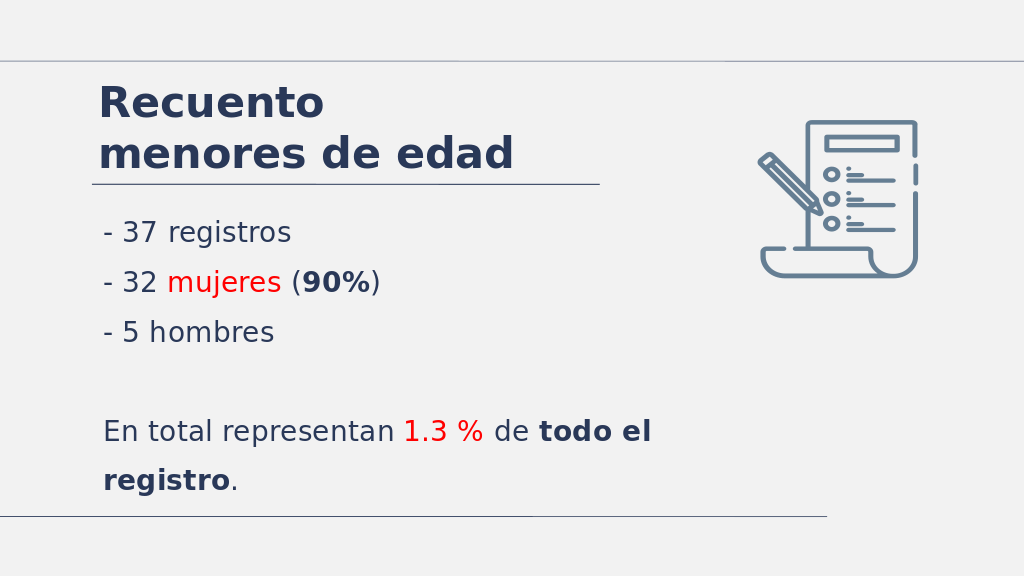 Recuento
menores de edad
- 37 registros
- 32 mujeres (90%)
- 5 hombres
En total representan 1.3 % de todo el
registro.